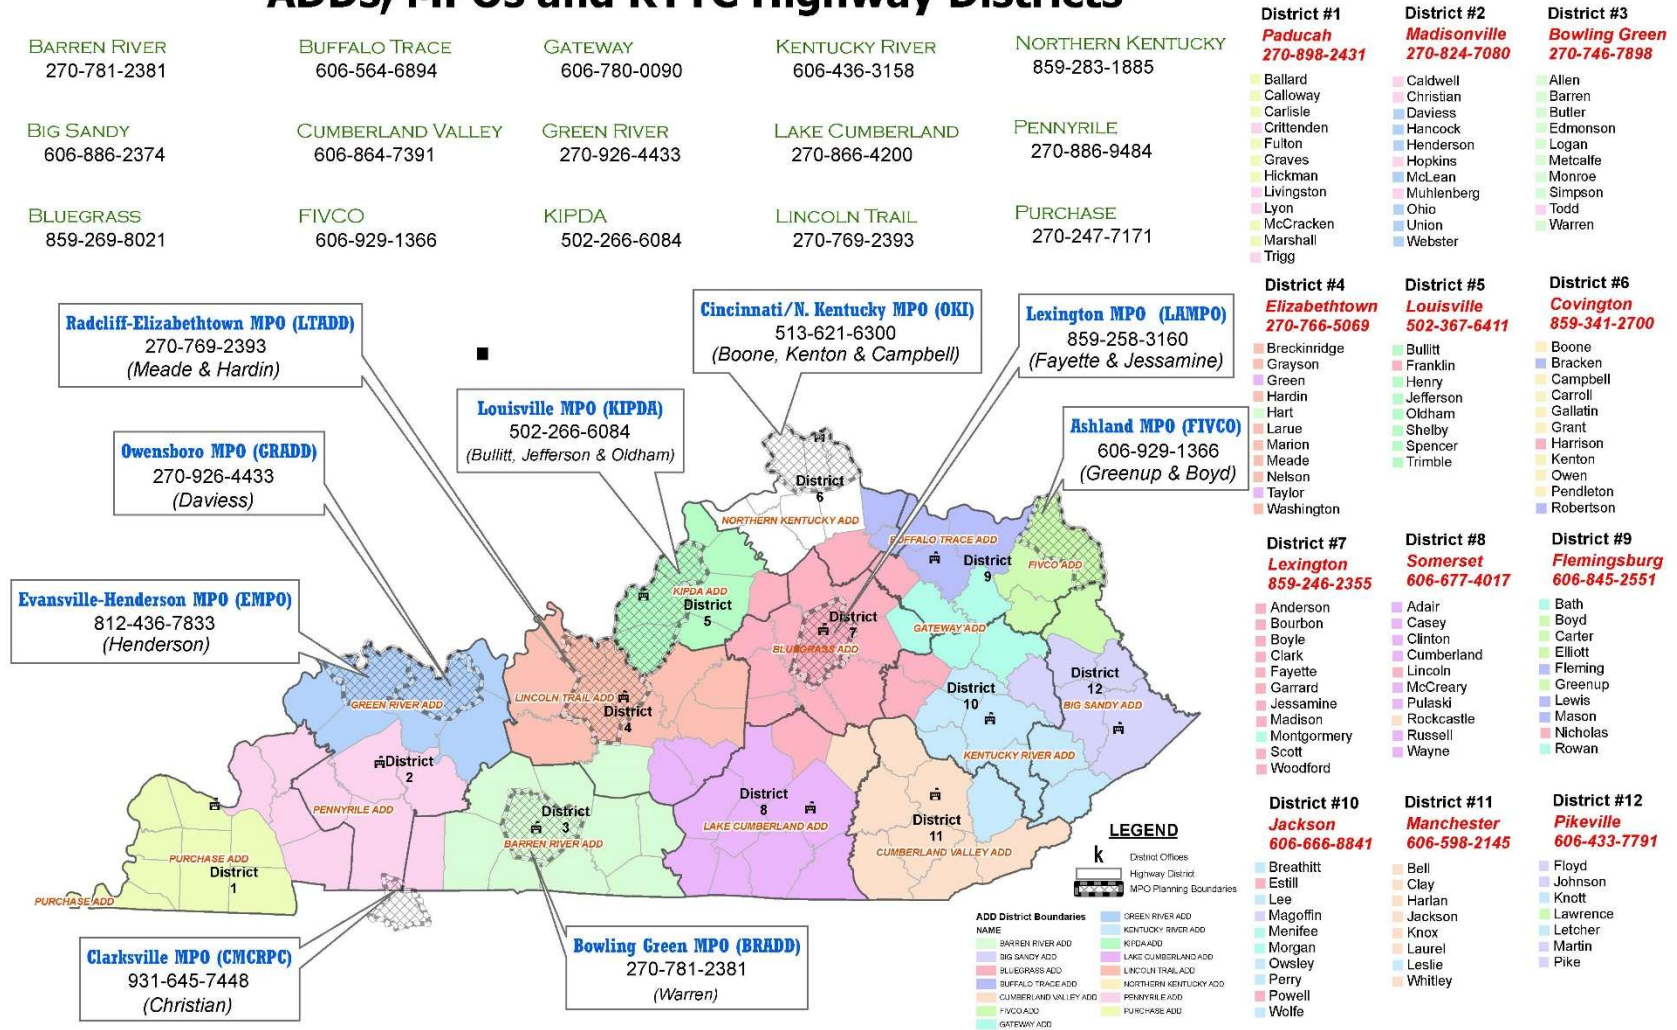 ADDs, MPOs and KYTC Highway Districts
BARREN RIVER
270-781-2381
BUFFALO TRACE
606-564-6894
GATEWAY
606-780-0090
KENTUCKY RIVER
606-436-3158
NORTHERN KENTUCKY
859-283-1885
BIG SANDY
606-886-2374
CUMBERLAND VALLEY
606-864-7391
GREEN RIVER
270-926-4433
LAKE CUMBERLAND
270-866-4200
PENNYRILE
270-886-9484
BLUEGRASS
859-269-8021
FIVCO
606-929-1366
KIPDA
502-266-6084
LINCOLN TRAIL
270-769-2393
PURCHASE
270-247-7171
Radcliff-Elizabethtown MPO (LTADD)
270-769-2393
(Meade & Hardin)
Cincinnati/N. Kentucky MPO (OKI)
513-621-6300
(Boone, Kenton & Campbell)
Lexington MPO (LAMPO)
859-258-3160
(Fayette & Jessamine)
Louisville MPO (KIPDA)
502-266-6084
(Bullitt, Jefferson & Oldham)
Ashland MPO (FIVCO)
606-929-1366
(Greenup & Boyd)
Owensboro MPO (GRADD)
270-926-4433
(Daviess)
Evansville-Henderson MPO (EMPO)
812-436-7833
(Henderson)
Clarksville MPO (CMCRPC)
931-645-7448
(Christian)
Bowling Green MPO (BRADD)
270-781-2381
(Warren)
District
6
NORTHERN KENTUCKY ADD
BUFFALO TRACE ADD
District
9
FIVCO ADD
KIPDA ADD
District
5
District
7
GATEWAY ADD
BLUEGRASS ADD
District
12
BIG SANDY ADD
District
10
LINCOLN TRAIL ADD
District
4
GREEN RIVER ADD
KENTUCKY RIVER ADD
District
2
PENNYRILE ADD
District
8
LAKE CUMBERLAND ADD
District
3
BARREN RIVER ADD
District
11
CUMBERLAND VALLEY ADD
PURCHASE ADD
District
1
PURCHASE ADD
LEGEND
k
District Offices
Highway District
MPO Planning Boundaries
ADD District Boundaries
NAME
BARREN RIVER ADD
BIG SANDY ADD
BLUEGRASS ADD
BUFFALO TRACE ADD
CUMBERLAND VALLEY ADD
FIVCO ADD
GATEWAY ADD
GREEN RIVER ADD
KENTUCKY RIVER ADD
KIPDA ADD
LAKE CUMBERLAND ADD
LINCOLN TRAIL ADD
NORTHERN KENTUCKY ADD
PENNYRILE ADD
PURCHASE ADD
District #1
Paducah
270-898-2431
Ballard
Calloway
Carlisle
Crittenden
Fulton
Graves
Hickman
Livingston
Lyon
McCracken
Marshall
Trigg
District #2
Madisonville
270-824-7080
Caldwell
Christian
Daviess
Hancock
Henderson
Hopkins
McLean
Muhlenberg
Ohio
Union
Webster
District #3
Bowling Green
270-746-7898
Allen
Barren
Butler
Edmonson
Logan
Metcalfe
Monroe
Simpson
Todd
Warren
District #4
Elizabethtown
270-766-5069
Breckinridge
Grayson
Green
Hardin
Hart
Larue
Marion
Meade
Nelson
Taylor
Washington
District #5
Louisville
502-367-6411
Bullitt
Franklin
Henry
Jefferson
Oldham
Shelby
Spencer
Trimble
District #6
Covington
859-341-2700
Boone
Bracken
Campbell
Carroll
Gallatin
Grant
Harrison
Kenton
Owen
Pendleton
Robertson
District #7
Lexington
859-246-2355
Anderson
Bourbon
Boyle
Clark
Fayette
Garrard
Jessamine
Madison
Montgormery
Scott
Woodford
District #8
Somerset
606-677-4017
Adair
Casey
Clinton
Cumberland
Lincoln
McCreary
Pulaski
Rockcastle
Russell
Wayne
District #9
Flemingsburg
606-845-2551
Bath
Boyd
Carter
Elliott
Fleming
Greenup
Lewis
Mason
Nicholas
Rowan
District #10
Jackson
606-666-8841
Breathitt
Estill
Lee
Magoffin
Menifee
Morgan
Owsley
Perry
Powell
Wolfe
District #11
Manchester
606-598-2145
Bell
Clay
Harlan
Jackson
Knox
Laurel
Leslie
Whitley
District #12
Pikeville
606-433-7791
Floyd
Johnson
Knott
Lawrence
Letcher
Martin
Pike